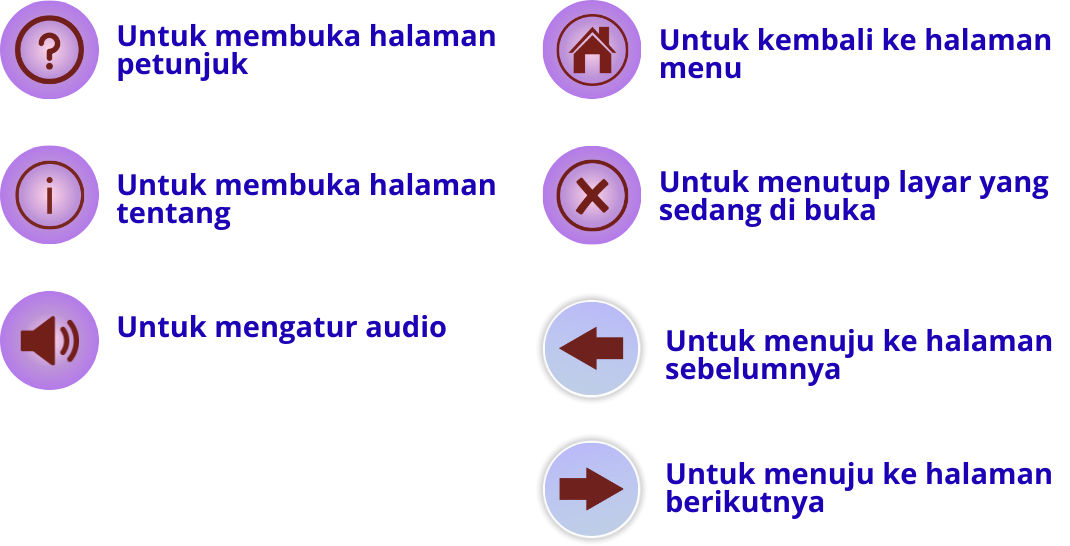 Untuk membuka halaman
petunjuk
Untuk membuka halaman
tentang
Untuk mengatur audio
Untuk kembali ke halaman
menu
Untuk menutup layar yang
sedang di buka
Untuk menuju ke halaman
sebelumnya
Untuk menuju ke halaman
berikutnya